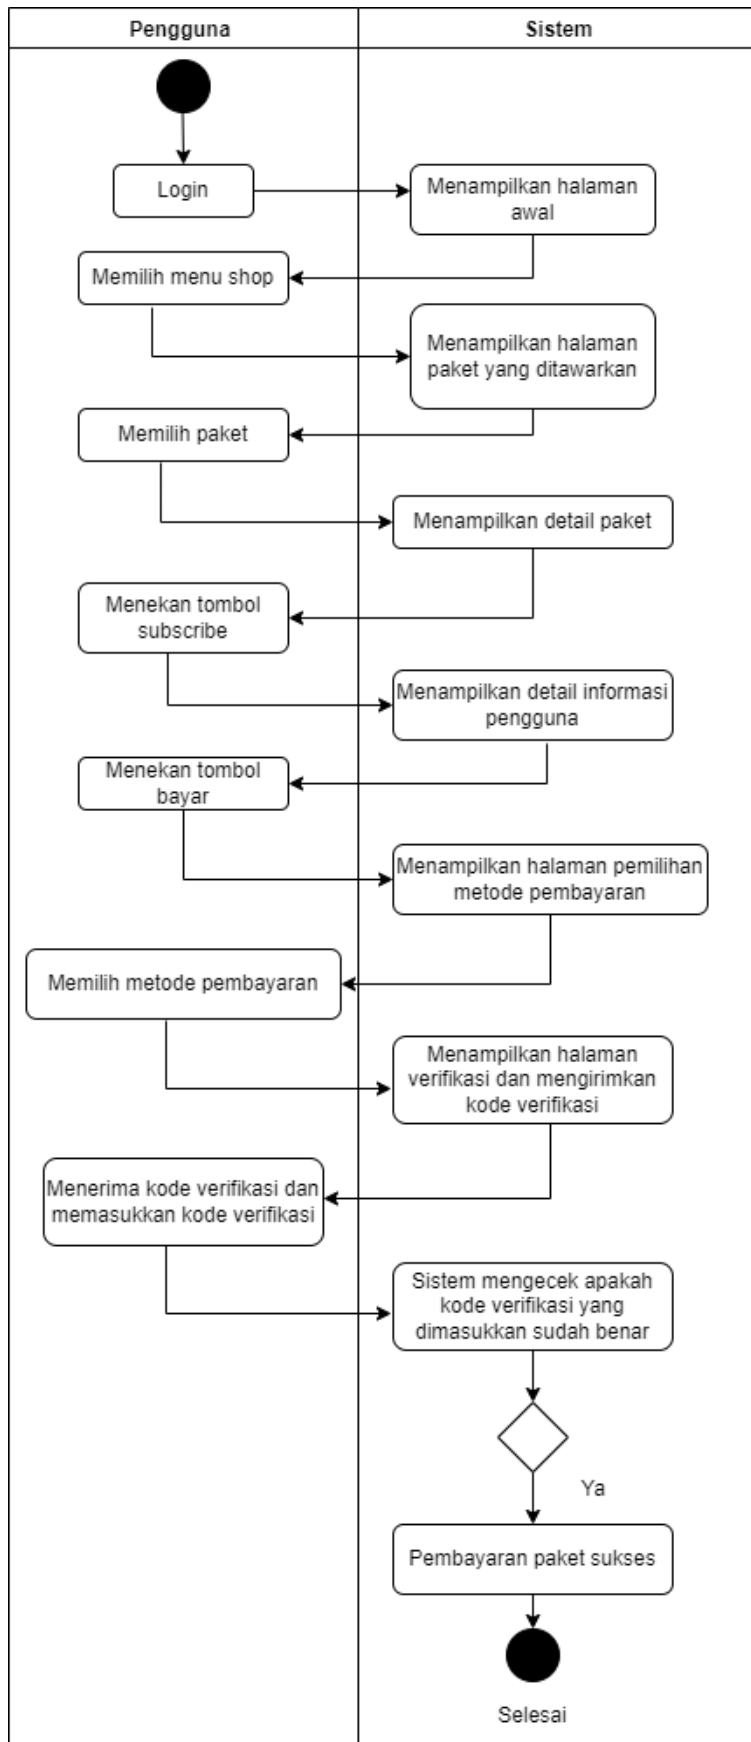 Pengguna
Sistem
Login
Menampilkan halaman
awal
Memilih menu shop
Menampilkan halaman
paket yang ditawarkan
Memilih paket
Menampilkan detail paket
Menekan tombol
subscribe
Menampilkan detail informasi
pengguna
Menekan tombol
bayar
Menampilkan halaman pemilihan
metode pembayaran
Memilih metode pembayaran
Menampilkan halaman
verifikasi dan mengirimkan
kode verifikasi
Menerima kode verifikasi dan
memasukkan kode verifikasi
Sistem mengecek apakah
kode verifikasi yang
dimasukkan sudah benar
Ya
Pembayaran paket sukses
Selesai